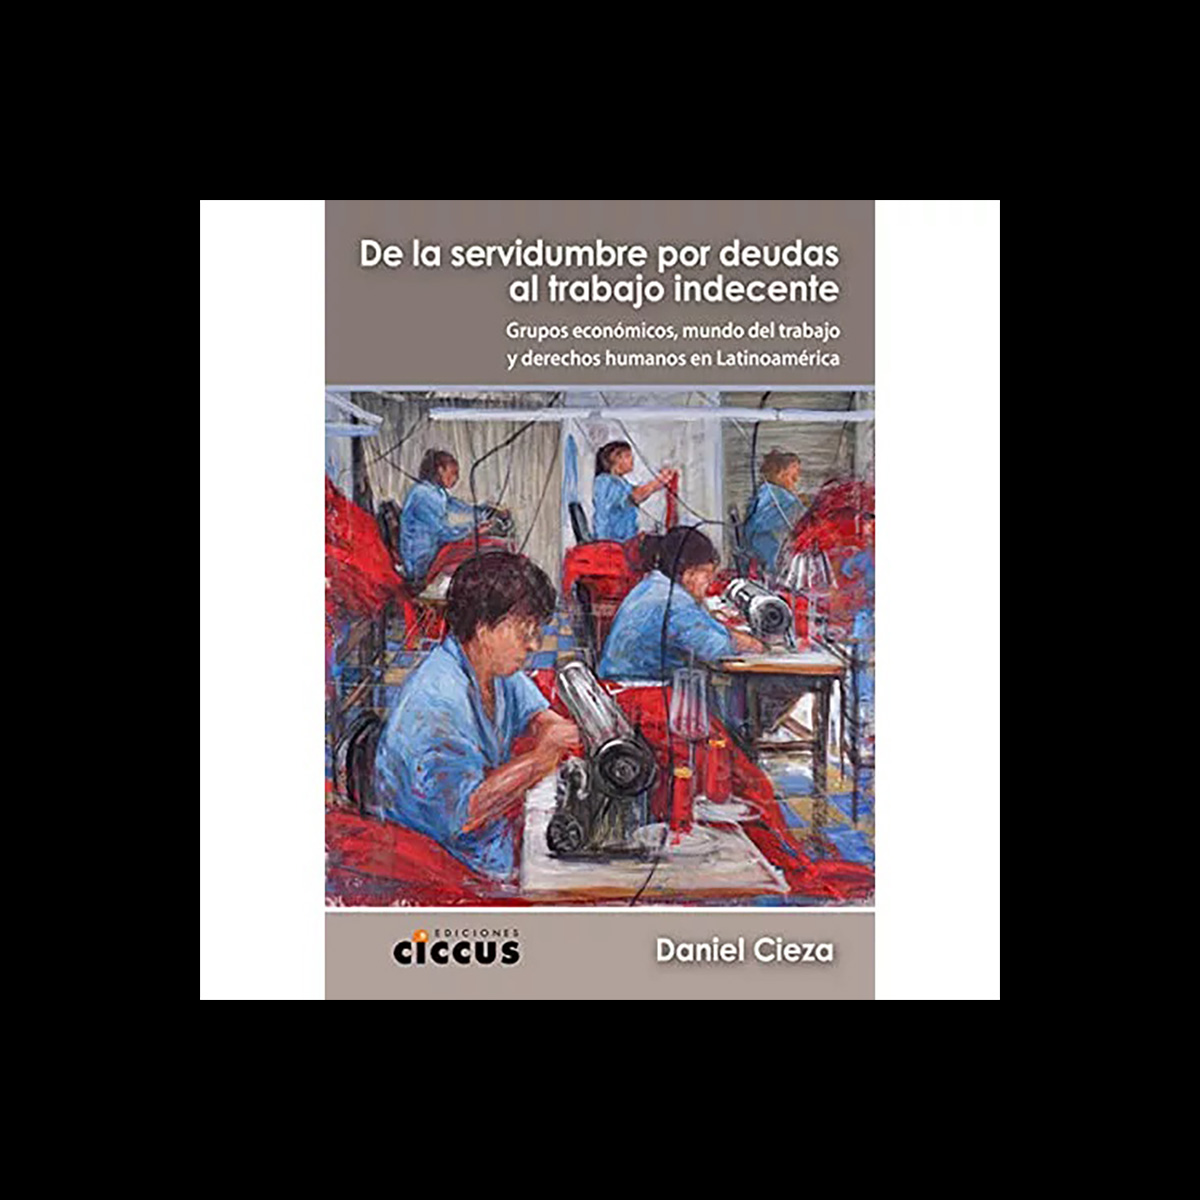 De la servidumbre por deudas
al trabajo indecente
Grupos económicos, mundo del trabajo
y derechos humanos en Latinoamérica
EDICIONES
ciccus
Daniel Cieza